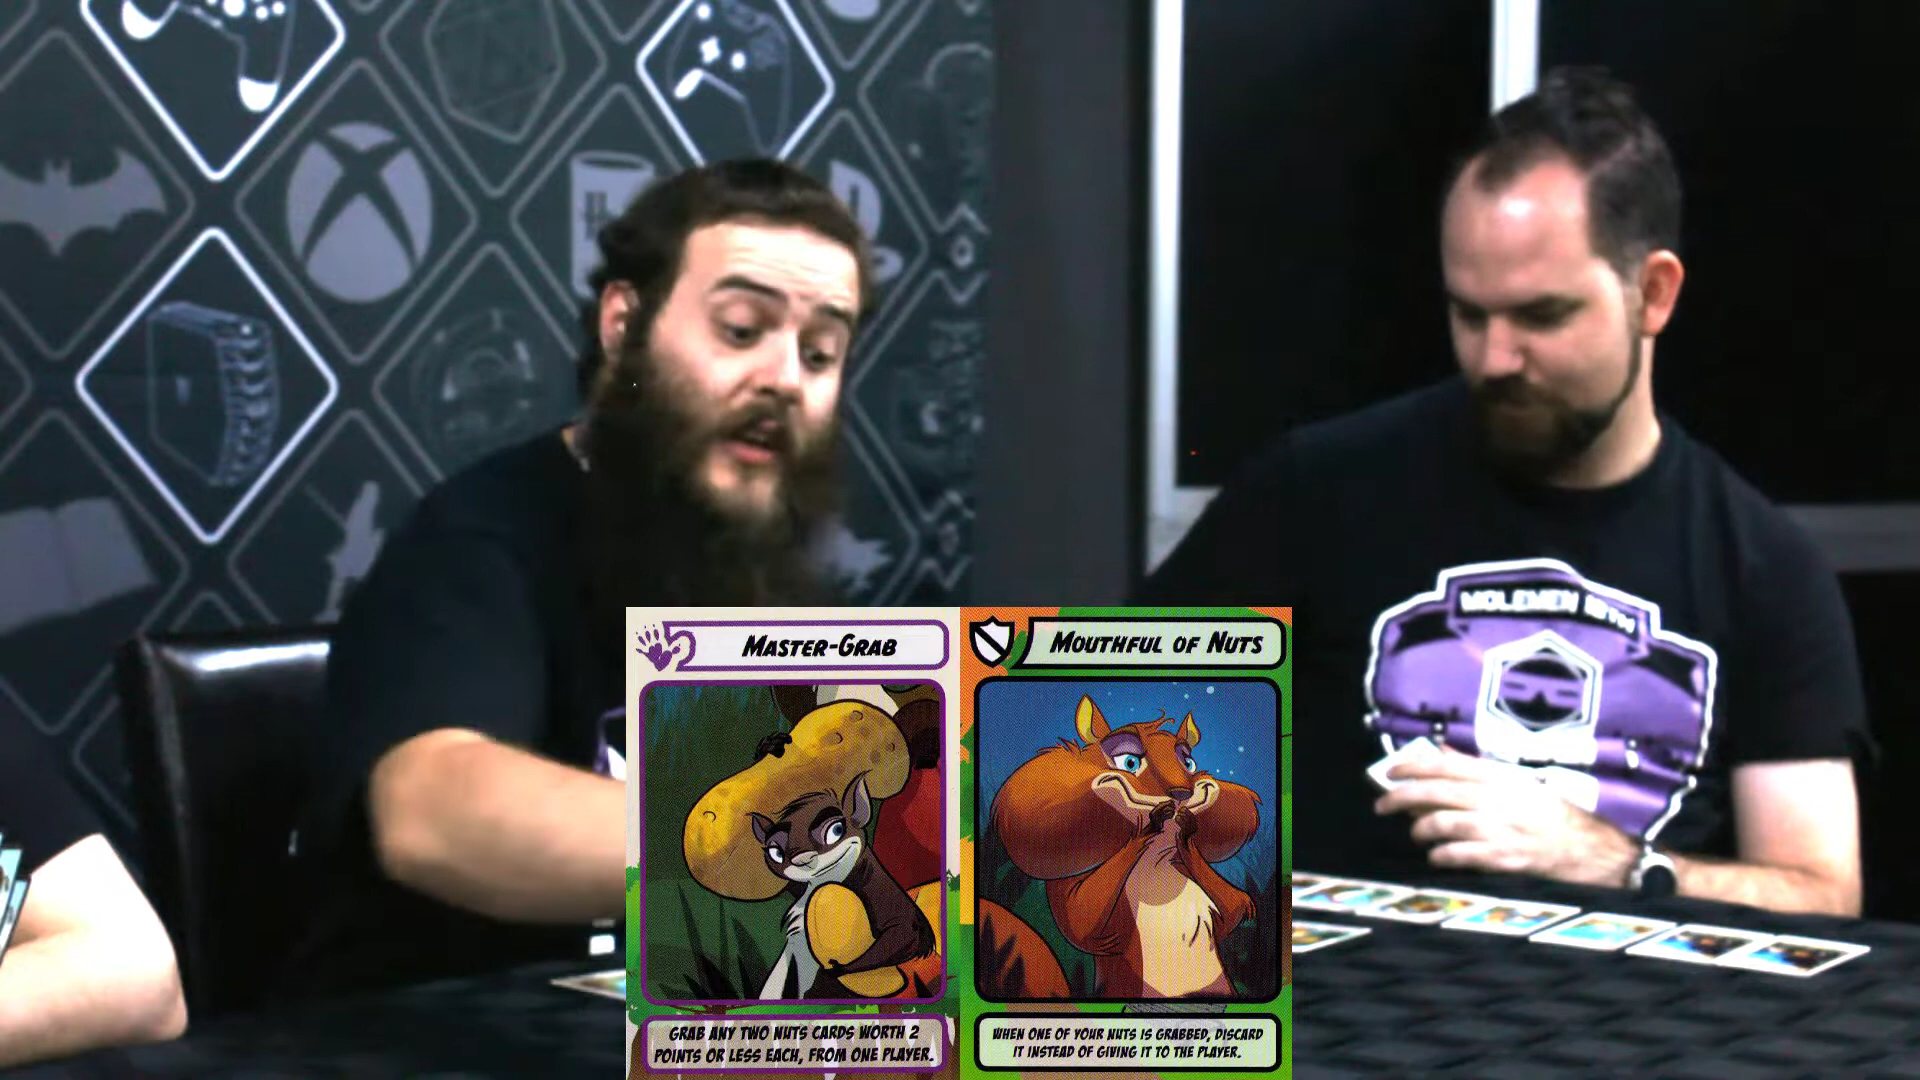 MASTER-GRAB
MOUTHFUL OF NUTS
GRAB ANY TWO NUTS CARDS WORTH 2
POINTS OR LESS EACH, FROM ONE PLAYER.
WHEN ONE OF YOUR NUTS IS GRABBED, DISCARD
IT INSTEAD OF GIVING IT TO THE PLAYER.